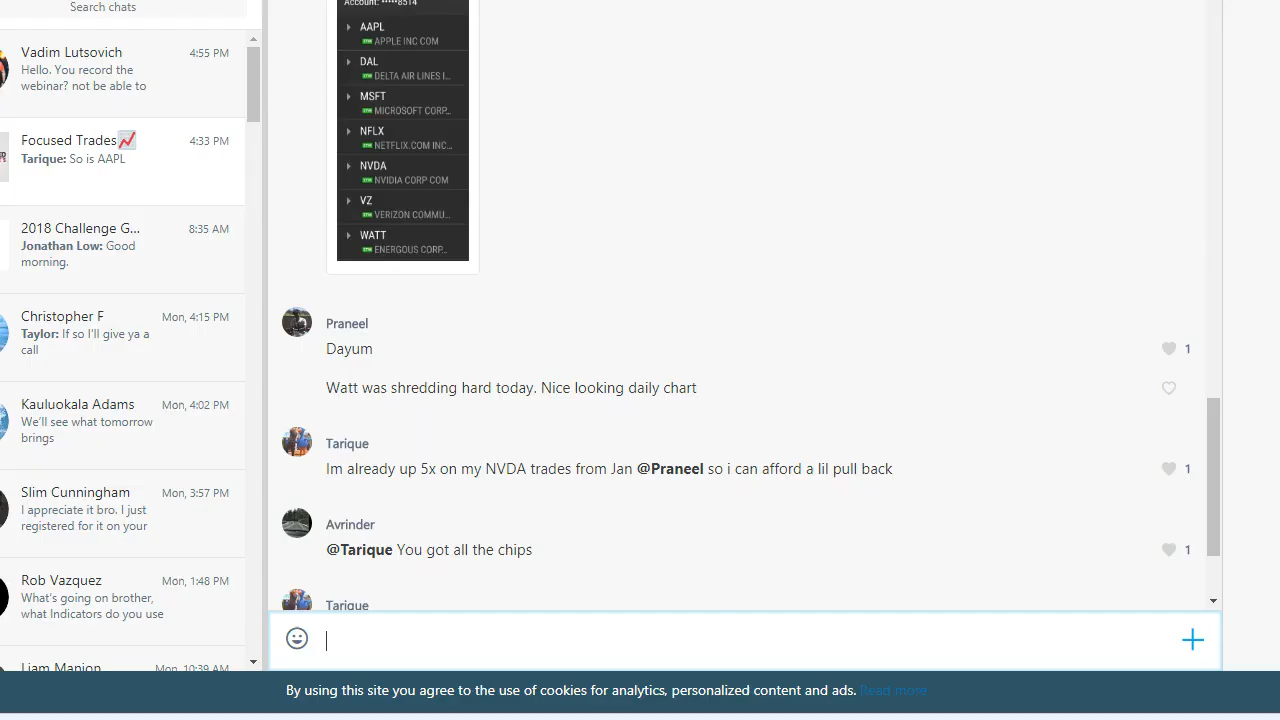 Search chats
Vadim Lutsovich 4:55 PM
Hello. You record the
webinar? not be able to
Focused Trades 4:33 PM
Tarique: So is AAPL
2018 Challenge G... 8:35 AM
Jonathan Low: Good
morning.
Christopher F Mon, 4:15 PM
Taylor: If so I'll give ya a
call
Kauluokala Adams Mon, 4:02 PM
We'll see what tomorrow
brings
Slim Cunningham Mon, 3:57 PM
I appreciate it bro. I just
registered for it on your
Rob Vazquez Mon, 1:48 PM
What's going on brother,
what Indicators do you use
Liam Manion Mon, 10:39 AM
Account: *****8514
AAPL
APPLE INC COM
DAL
DELTA AIR LINES I...
MSFT
MICROSOFT CORP...
NFLX
NETFLIX.COM INC...
NVDA
NVIDIA CORP COM
VZ
VERIZON COMMU...
WATT
ENERGOUS CORP...
Praneel
Dayum 1
Watt was shredding hard today. Nice looking daily chart
Tarique
Im already up 5x on my NVDA trades from Jan @Praneel so i can afford a lil pull back 1
Avrinder
@Tarique You got all the chips 1
Tarique
By using this site you agree to the use of cookies for analytics, personalized content and ads. Read more